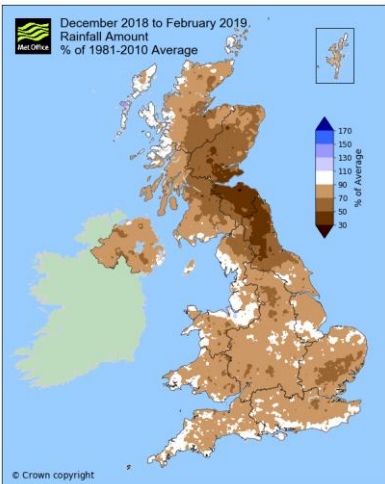 December 2018 to February 2019.
Rainfall Amount
% of 1981-2010 Average
Met Office
170
150
130
110
90
70
50
30
% of Average
© Crown copyright